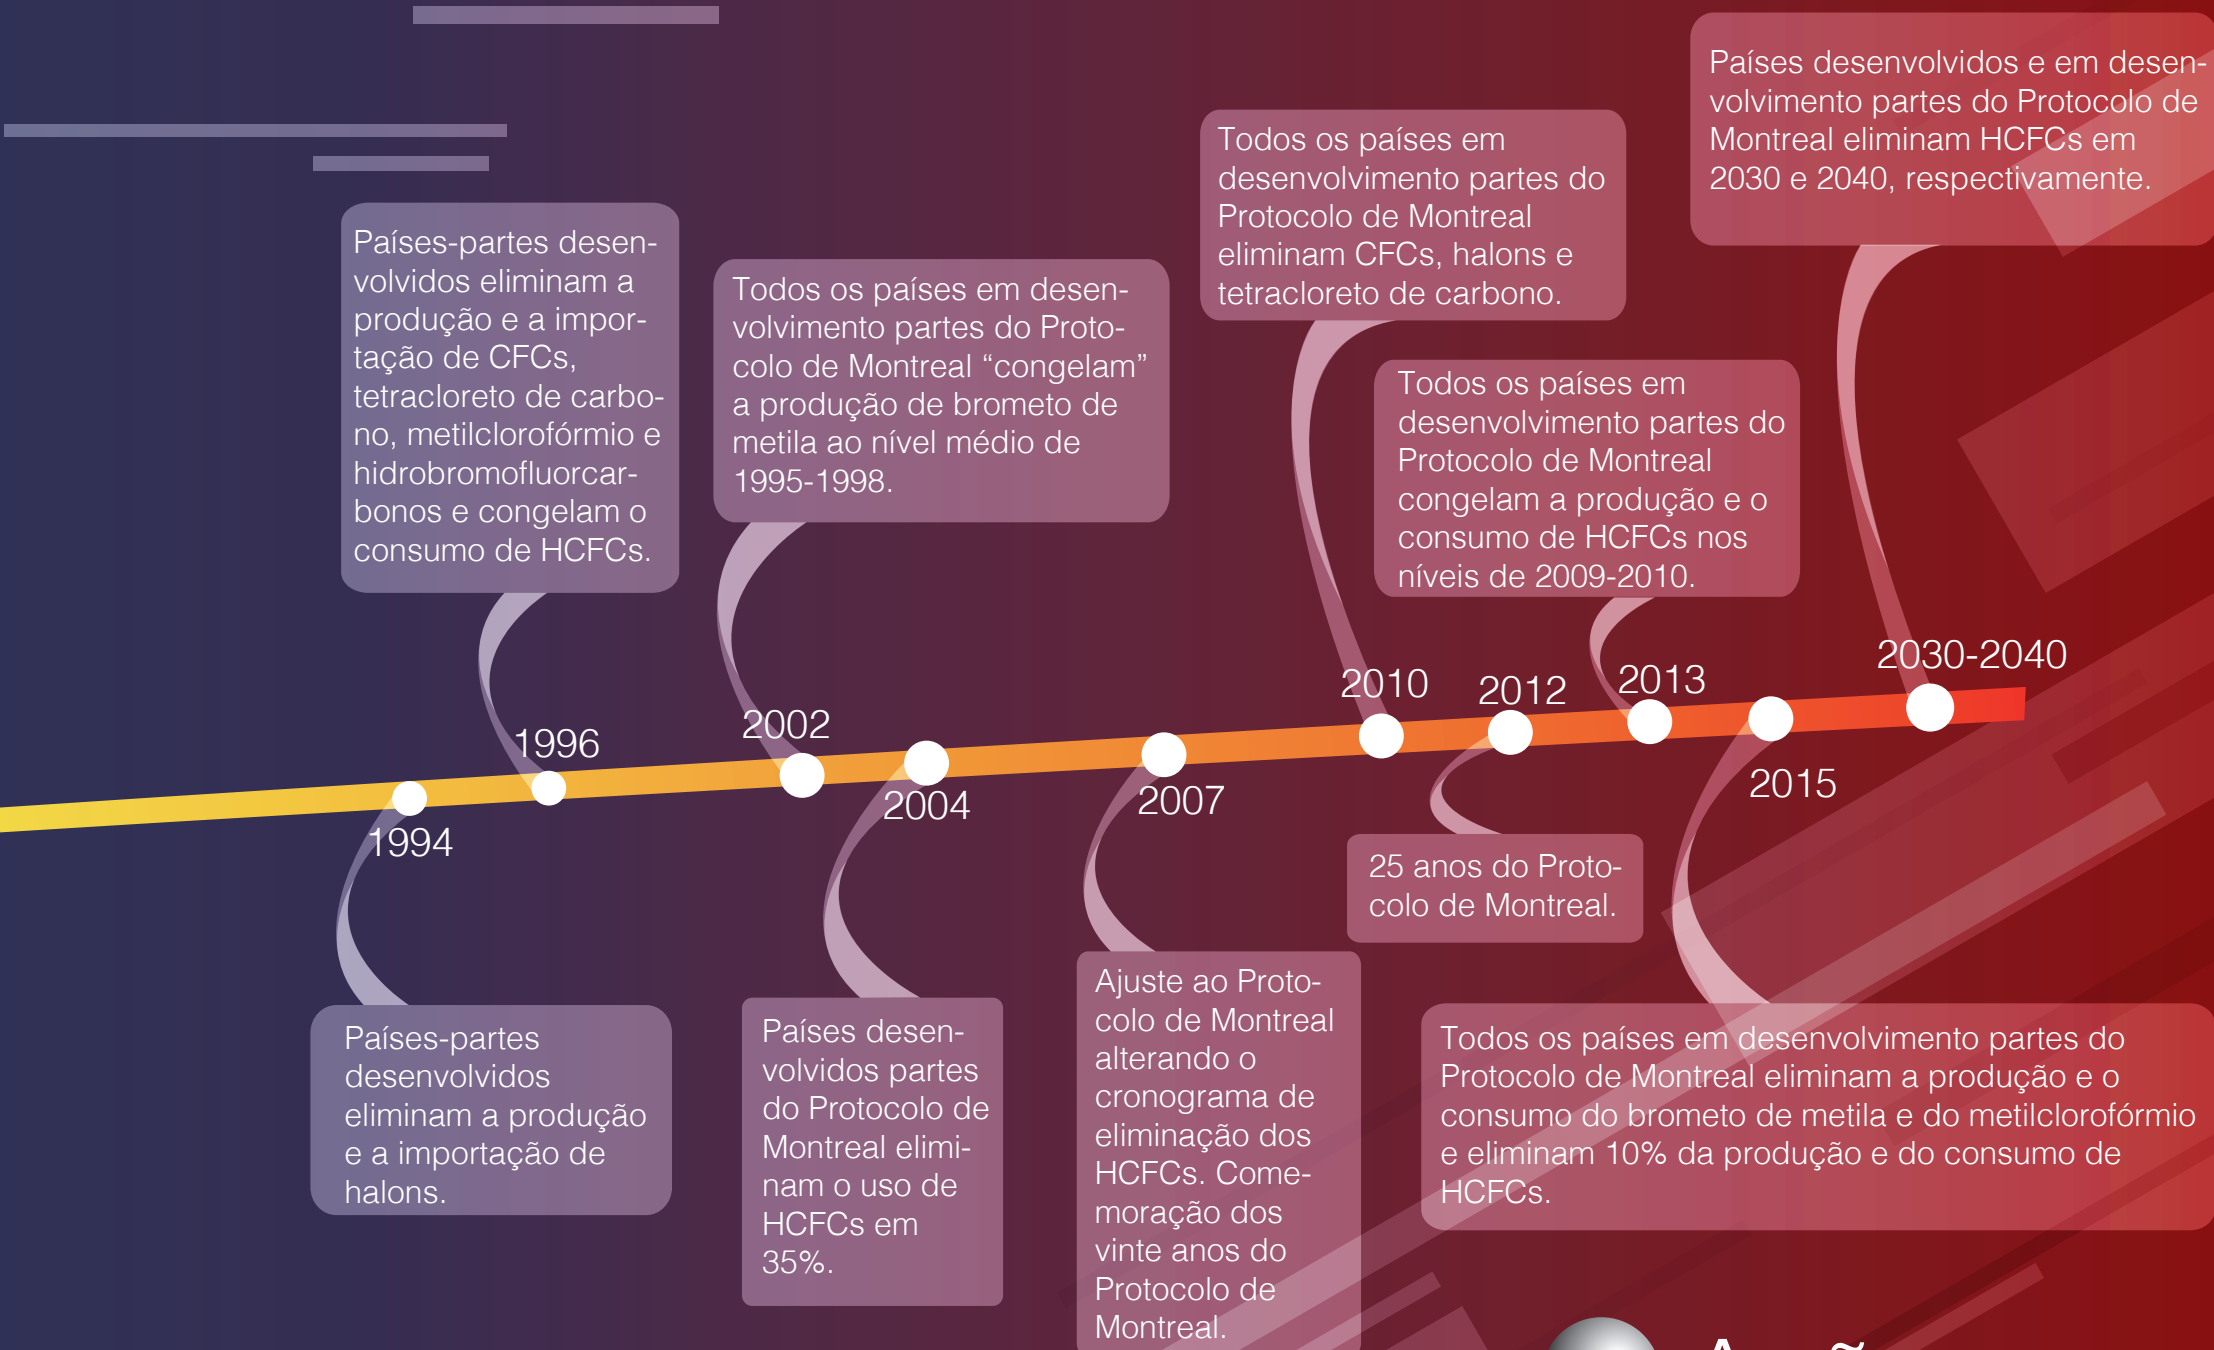 1994
Países-partes
desenvolvidos
eliminam a produção
e a importação de
halons.
1996
Países-partes desen-
volvidos eliminam a
produção e a impor-
tação de CFCs,
tetracloreto de carbo-
no, metilclorofórmio e
hidrobromofluorcar-
bonos e congelam o
consumo de HCFCs.
2002
Todos os países em desen-
volvimento partes do Proto-
colo de Montreal “congelam”
a produção de brometo de
metila ao nível médio de
1995-1998.
2004
Países desen-
volvidos partes
do Protocolo de
Montreal elimi-
nam o uso de
HCFCs em
35%.
2007
Ajuste ao Proto-
colo de Montreal
alterando o
cronograma de
eliminação dos
HCFCs. Come-
moração dos
vinte anos do
Protocolo de
Montreal.
2010
Todos os países em
desenvolvimento partes do
Protocolo de Montreal
eliminam CFCs, halons e
tetracloreto de carbono.
2012
25 anos do Proto-
colo de Montreal.
2013
Todos os países em
desenvolvimento partes do
Protocolo de Montreal
congelam a produção e o
consumo de HCFCs nos
níveis de 2009-2010.
2015
Todos os países em desenvolvimento partes do
Protocolo de Montreal eliminam a produção e o
consumo do brometo de metila e do metilclorofórmio
e eliminam 10% da produção e do consumo de
HCFCs.
2030-2040
Países desenvolvidos e em desen-
volvimento partes do Protocolo de
Montreal eliminam HCFCs em
2030 e 2040, respectivamente.